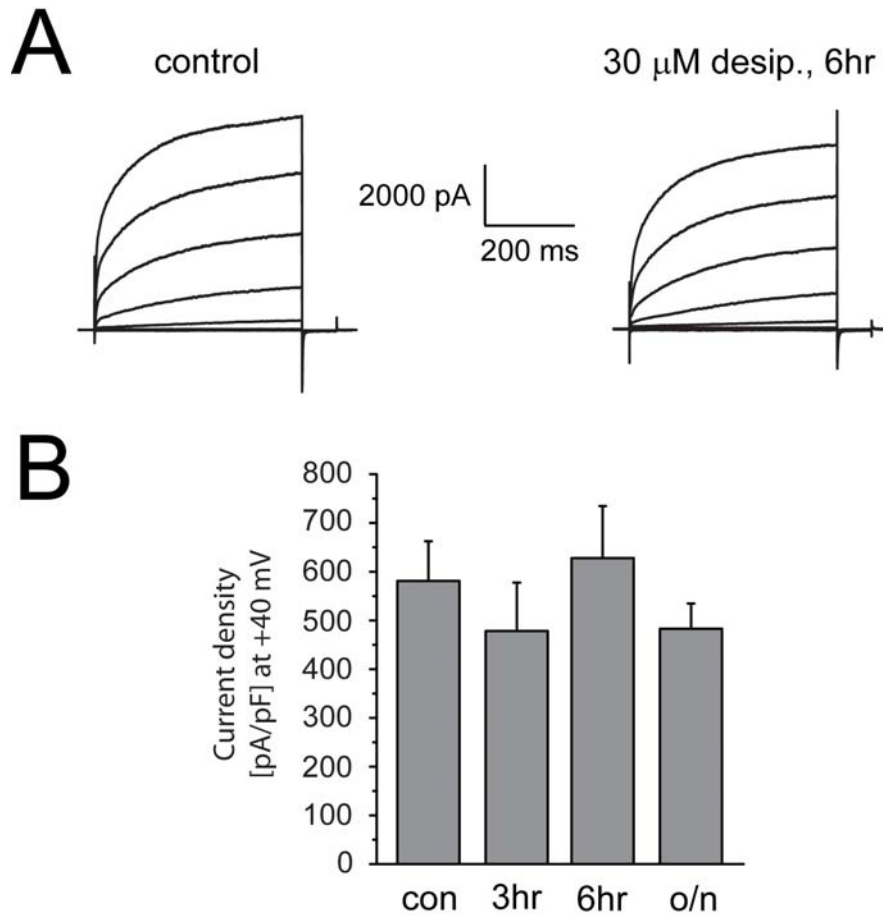 A
control
30 μM desip., 6hr
2000 pA
200 ms
B
Current density
[pA/pF] at +40 mV
800
700
600
500
400
300
200
100
0
con 3hr 6hr o/n